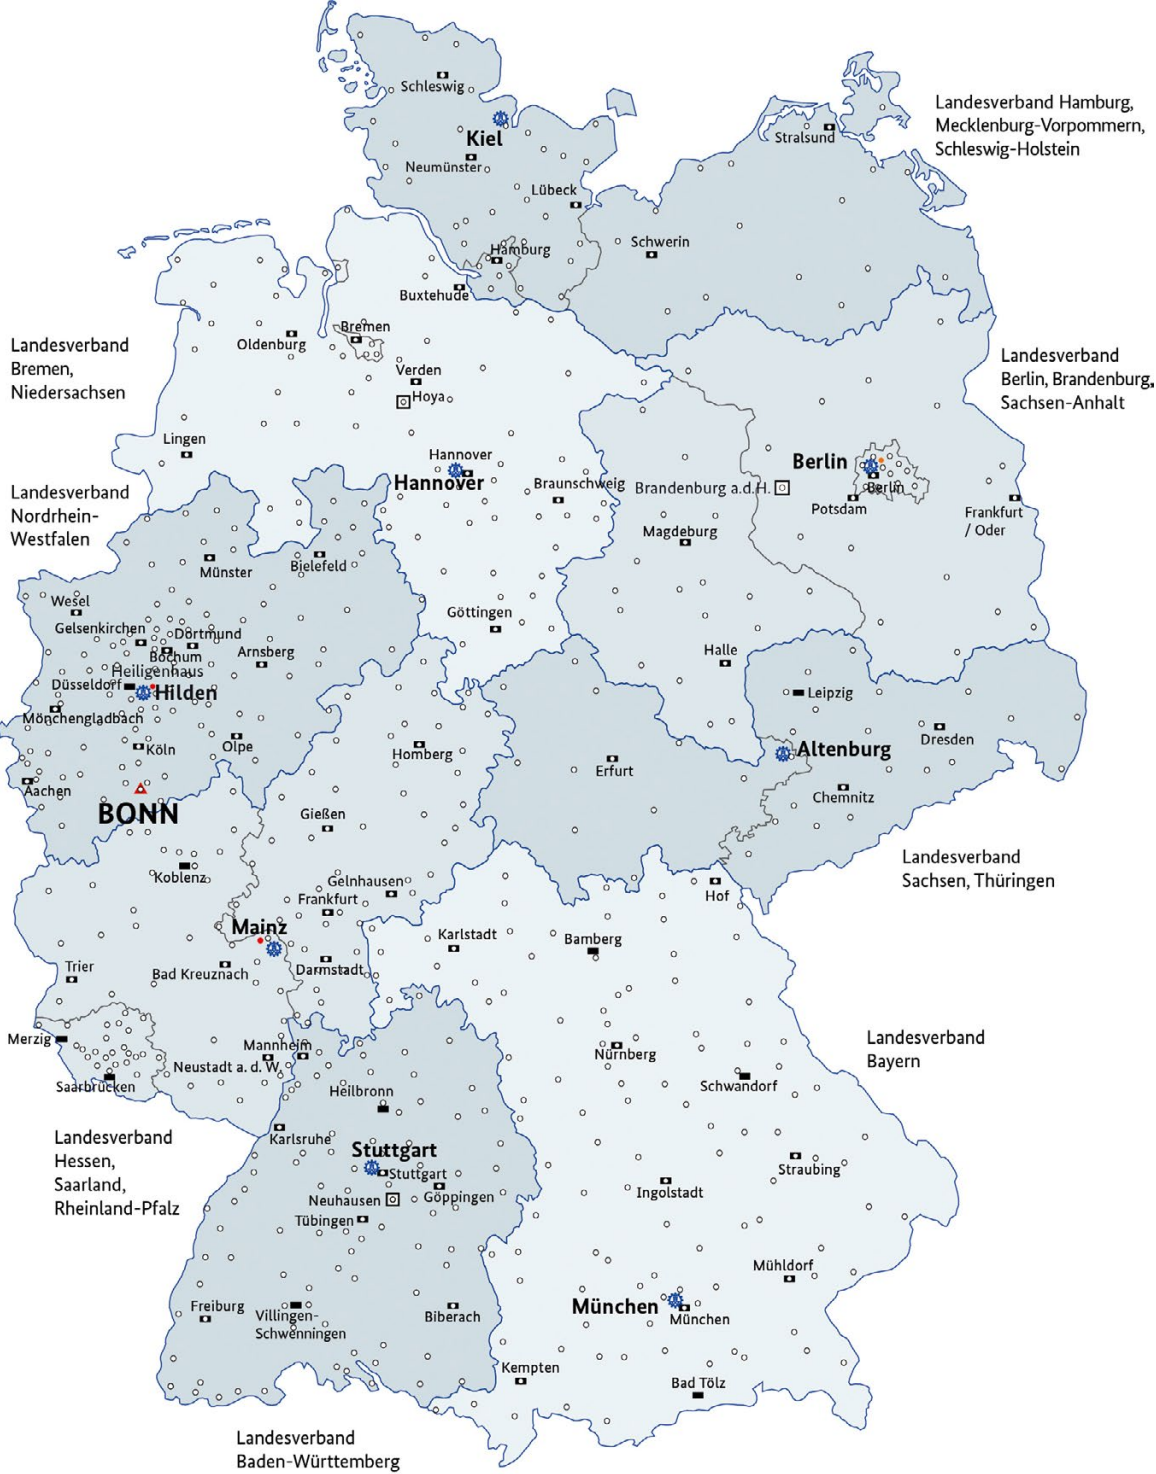 Landesverband Hamburg,
Mecklenburg-Vorpommern,
Schleswig-Holstein
Schleswig
Kiel
Neumünster
Stralsund
Lübeck
Schwerin
Hamburg
Buxtehude
Landesverband
Bremen,
Niedersachsen
Bremen
Oldenburg
Verden
Hoya
Landesverband
Berlin, Brandenburg,
Sachsen-Anhalt
Lingen
Hannover
Hannover
Braunschweig
Berlin
Berlin
Brandenburg a.d.H.
Potsdam
Frankfurt
/ Oder
Magdeburg
Landesverband
Nordrhein-
Westfalen
Münster
Bielefeld
Wesel
Gelsenkirchen
Dortmund
Bochum
Arnsberg
Göttingen
Halle
Heiligenhaus
Düsseldorf
Hilden
Leipzig
Mönchengladbach
Köln
Olpe
Homberg
Altenburg
Dresden
Aachen
Erfurt
Chemnitz
BONN
Gießen
Landesverband
Sachsen, Thüringen
Koblenz
Gelnhausen
Frankfurt
Hof
Mainz
Karlstadt
Bamberg
Trier
Bad Kreuznach
Darmstadt
Merzig
Mannheim
Nürnberg
Landesverband
Bayern
Saarbrücken
Neustadt a. d. W.
Heilbronn
Schwandorf
Landesverband
Hessen,
Saarland,
Rheinland-Pfalz
Karlsruhe
Stuttgart
Stuttgart
Straubing
Neuhausen
Göppingen
Ingolstadt
Tübingen
Mühldorf
Freiburg
Villingen-
Schwenningen
Biberach
München
München
Kempten
Bad Tölz
Landesverband
Baden-Württemberg